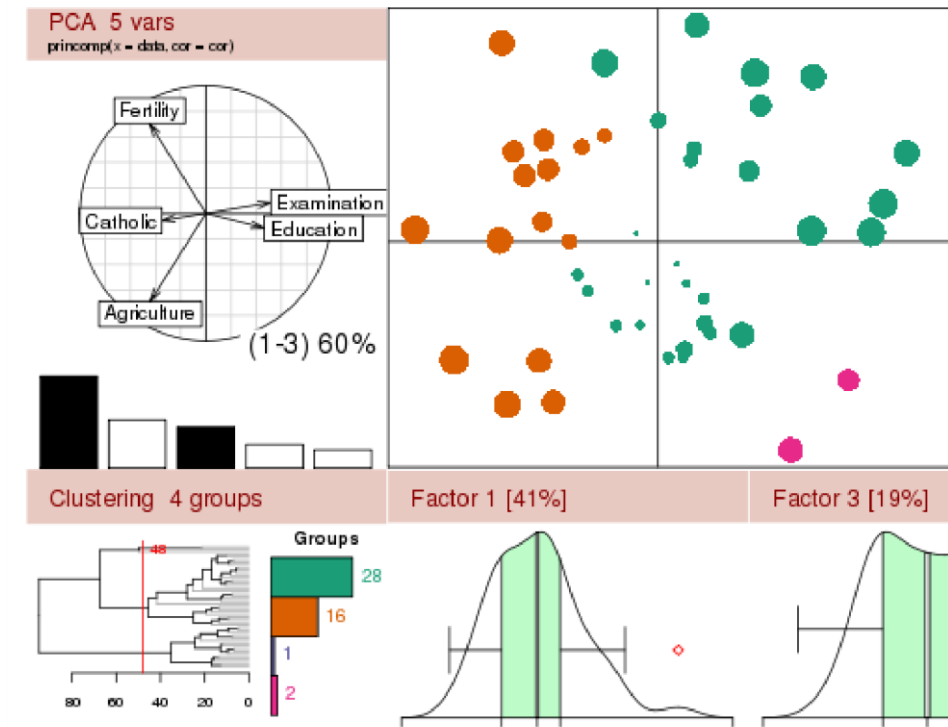 PCA 5 vars
princomp(x = data, cor = cor)
Fertility
Examination
Catholic
Education
Agriculture
(1-3) 60%
Clustering 4 groups
Factor 1 [41%]
Factor 3 [19%]
48
Groups
28
16
1
2
80 60 40 20 0